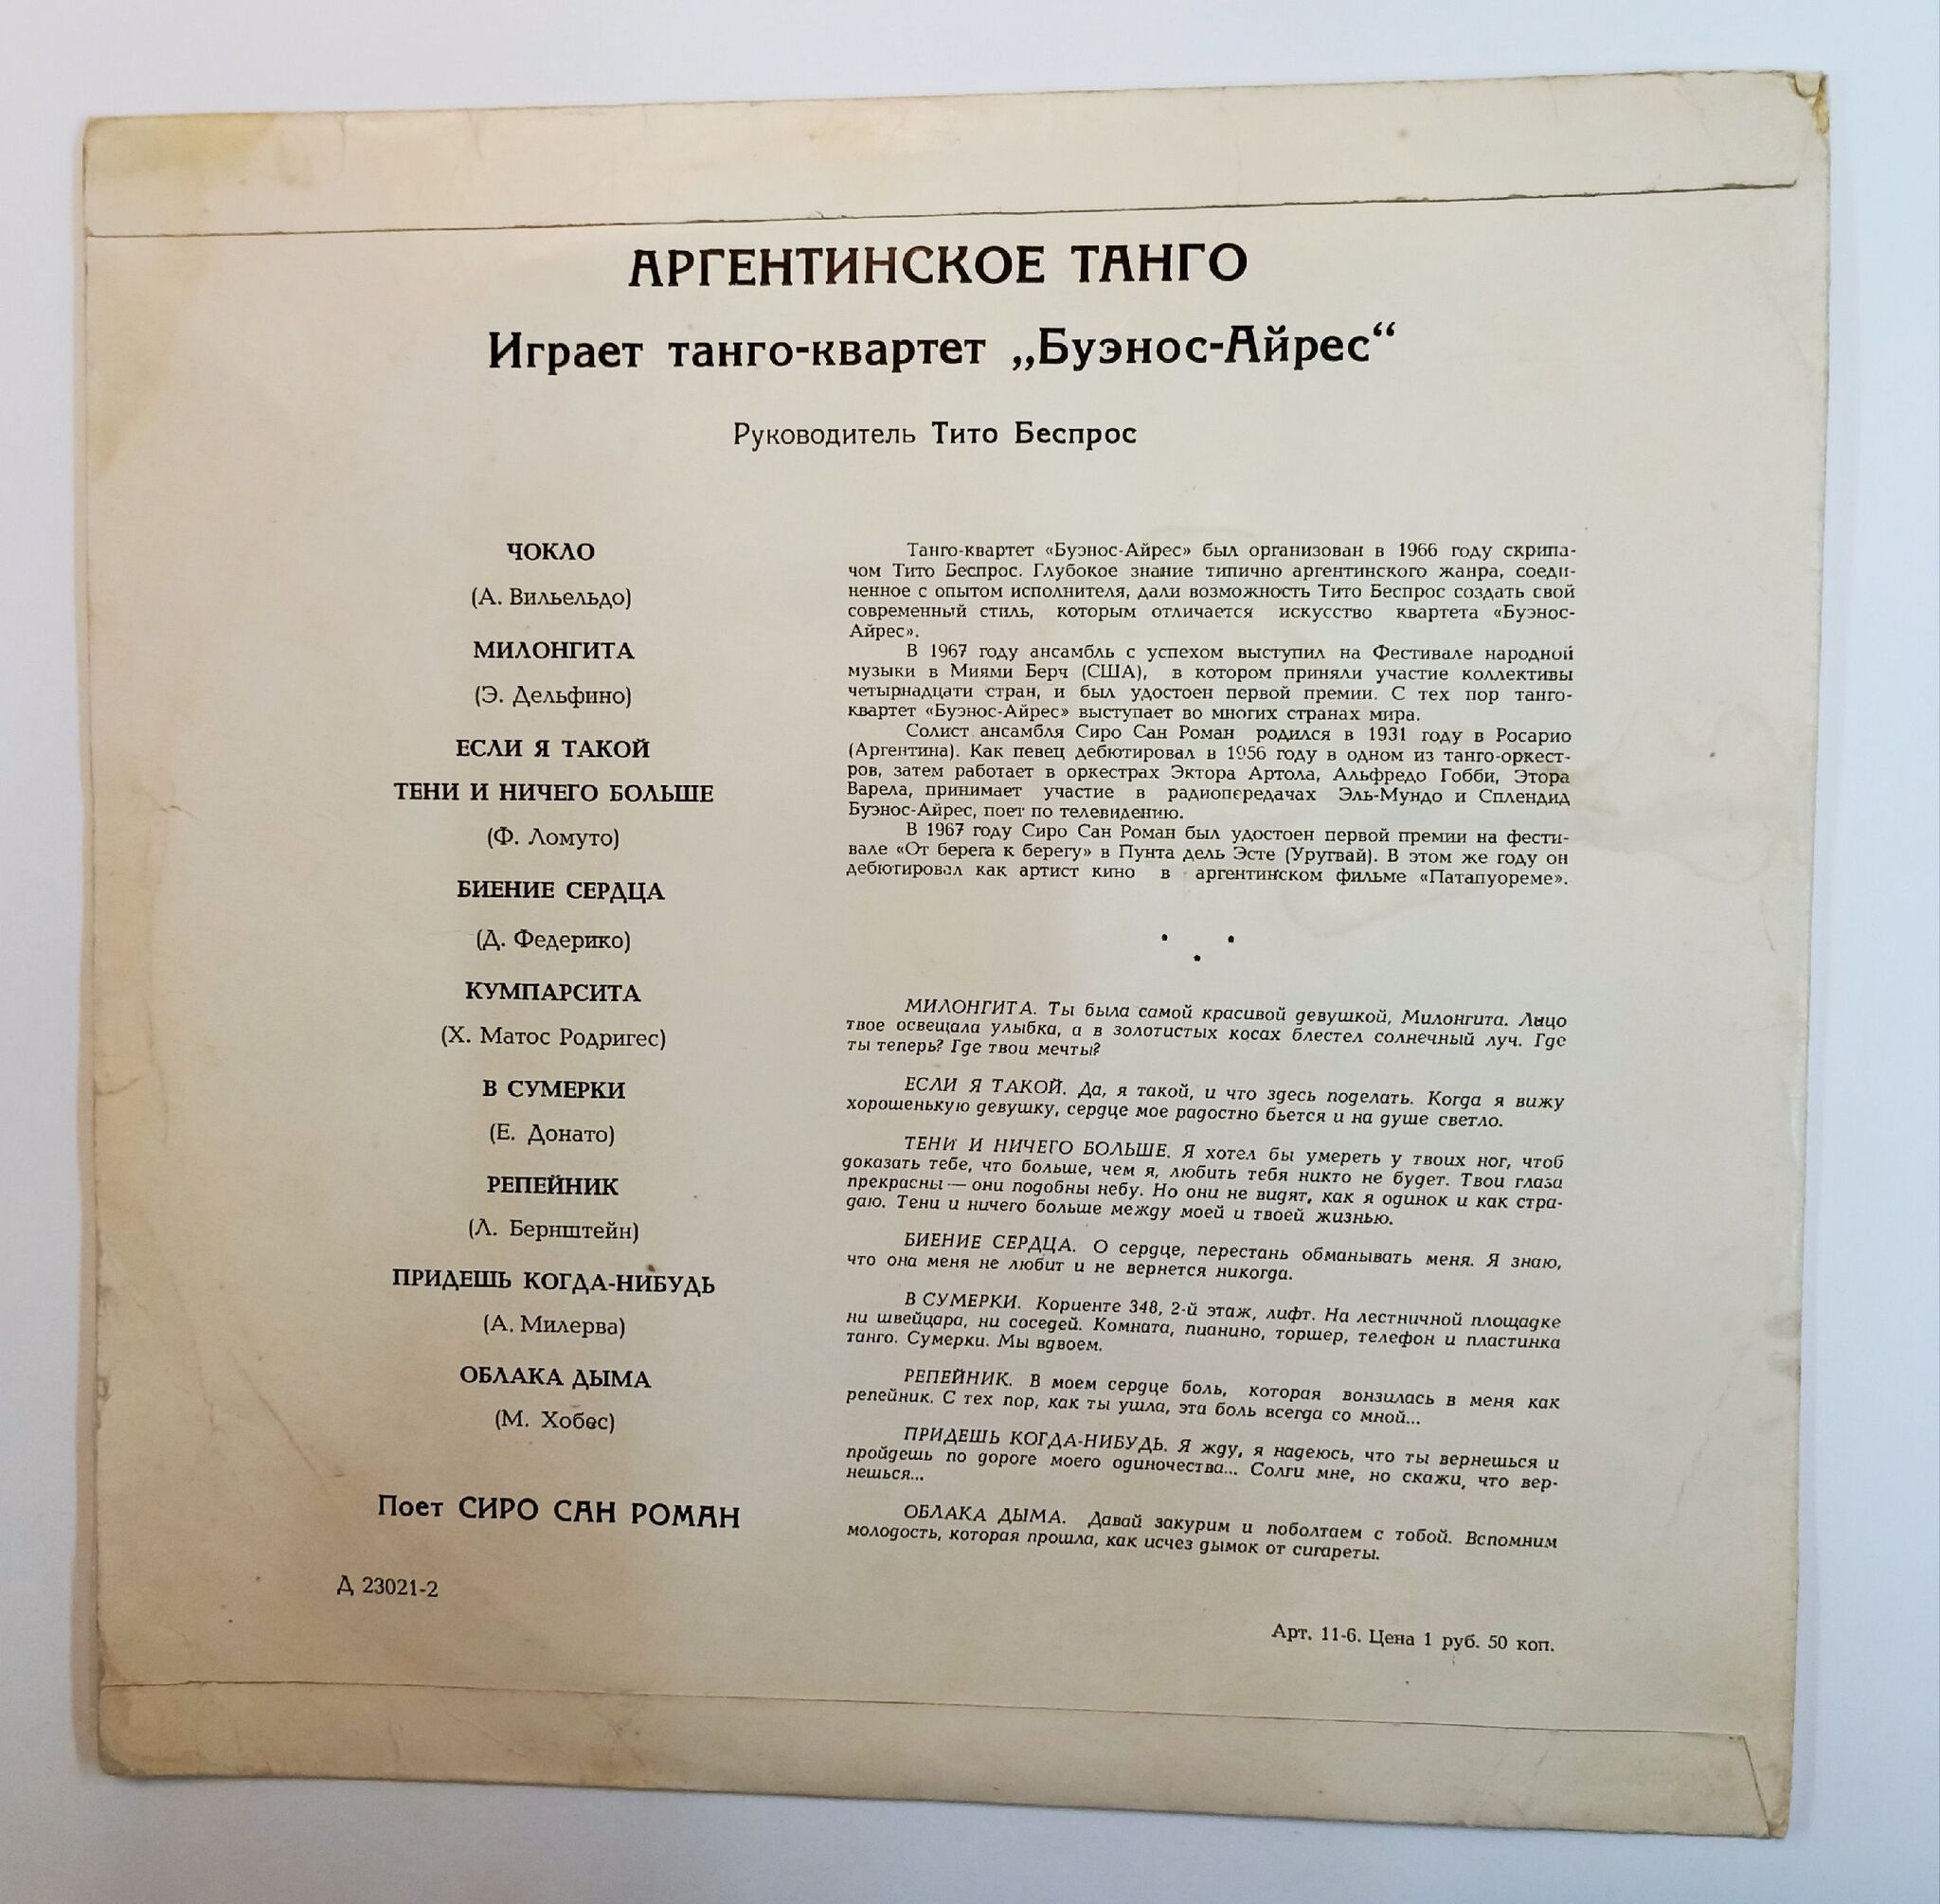 АРГЕНТИНСКОЕ ТАНГО
Играет танго-квартет „Буэнос-Айрес“
Руководитель Тито Беспрос
ЧОКЛО
(А. Вильельдо)
МИЛОНГИТА
(Э. Дельфино)
ЕСЛИ Я ТАКОЙ
ТЕНИ И НИЧЕГО БОЛЬШЕ
(Ф. Ломуто)
БИЕНИЕ СЕРДЦА
(Д. Федерико)
КУМПАРСИТА
(Х. Матос Родригес)
В СУМЕРКИ
(Е. Донато)
РЕПЕЙНИК
(Л. Бернштейн)
ПРИДЕШЬ КОГДА-НИБУДЬ
(А. Милерва)
ОБЛАКА ДЫМА
(М. Хобес)
Поет СИРО САН РОМАН
Д 23021-2
Танго-квартет «Буэнос-Айрес» был организован в 1966 году скрипа-
чом Тито Беспрос. Глубокое знание типично аргентинского жанра, соеди-
ненное с опытом исполнителя, дали возможность Тито Беспрос создать свой
современный стиль, которым отличается искусство квартета «Буэнос-
Айрес».
В 1967 году ансамбль с успехом выступил на Фестивале народной
музыки в Миями Берч (США), в котором приняли участие коллективы
четырнадцати стран, и был удостоен первой премии. С тех пор танго-
квартет «Буэнос-Айрес» выступает во многих странах мира.
Солист ансамбля Сиро Сан Роман родился в 1931 году в Росарио
(Аргентина). Как певец дебютировал в 1956 году в одном из танго-оркест-
ров, затем работает в оркестрах Эктора Артола, Альфредо Гобби, Этора
Варела, принимает участие в радиопередачах Эль-Мундо и Сплендид
Буэнос-Айрес, поет по телевидению.
В 1967 году Сиро Сан Роман был удостоен первой премии на фести-
вале «От берега к берегу» в Пунта дель Эсте (Уругвай). В этом же году он
дебютировал как артист кино в аргентинском фильме «Патапуореме».
МИЛОНГИТА. Ты была самой красивой девушкой, Милонгита. Лицо
твое освещала улыбка, а в золотистых косах блестел солнечный луч. Где
ты теперь? Где твои мечты?
ЕСЛИ Я ТАКОЙ. Да, я такой, и что здесь поделать. Когда я вижу
хорошенькую девушку, сердце мое радостно бьется и на душе светло.
ТЕНИ И НИЧЕГО БОЛЬШЕ. Я хотел бы умереть у твоих ног, чтоб
доказать тебе, что больше, чем я, любить тебя никто не будет. Твои глаза
прекрасны — они подобны небу. Но они не видят, как я одинок и как стра-
даю. Тени и ничего больше между моей и твоей жизнью.
БИЕНИЕ СЕРДЦА. О сердце, перестань обманывать меня. Я знаю,
что она меня не любит и не вернется никогда.
В СУМЕРКИ. Кориенте 348, 2-й этаж, лифт. На лестничной площадке
ни швейцара, ни соседей. Комната, пианино, торшер, телефон и пластинка
танго. Сумерки. Мы вдвоем.
РЕПЕЙНИК. В моем сердце боль, которая вонзилась в меня как
репейник. С тех пор, как ты ушла, эта боль всегда со мной...
ПРИДЕШЬ КОГДА-НИБУДЬ. Я жду, я надеюсь, что ты вернешься и
пройдешь по дороге моего одиночества... Солги мне, но скажи, что вер-
нешься...
ОБЛАКА ДЫМА. Давай закурим и поболтаем с тобой. Вспомним
молодость, которая прошла, как исчез дымок от сигареты.
Арт. 11-6. Цена 1 руб. 50 коп.